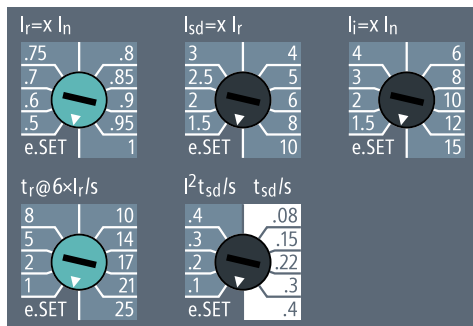 Ir=x In
Isd=x Ir
Ii=x In
.75 .8
.7 .85
.6 .9
.5 .95
e.SET 1
3 4
2.5 5
2 6
1.5 8
e.SET 10
4 6
3 8
2 10
1.5 12
e.SET 15
tr@6×Ir/s
I²tsd/s tsd/s
8 10
5 14
2 17
1 21
e.SET 25
.4 .08
.3 .15
.2 .22
.1 .3
e.SET .4